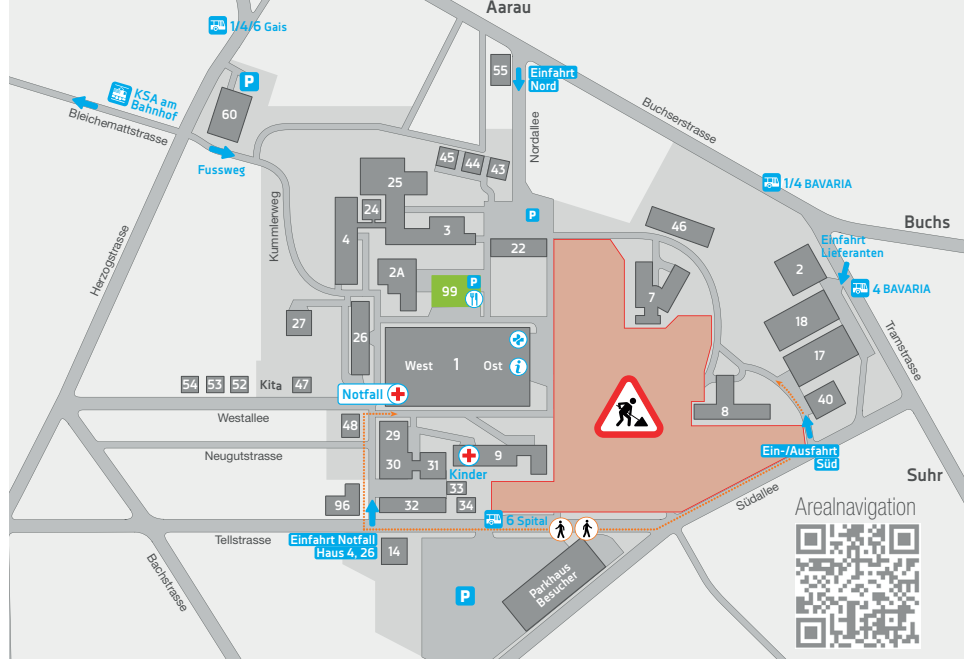 Aarau
1/4/6 Gais
P
55
Einfahrt
Nord
KSA am
Bahnhof
Bleichemattstrasse
60
Nordallee
Buchserstrasse
Fussweg
45
44
43
25
1/4 BAVARIA
24
P
46
Buchs
4
3
22
Einfahrt
Lieferanten
Herzogstrasse
Kummlerweg
2A
2
99
P
7
4 BAVARIA
27
26
18
West
1
Ost
i
17
Tramstrasse
54
53
52
Kita
47
Notfall
40
Westallee
8
48
29
Neugutstrasse
30
31
9
Kinder
Ein-/Ausfahrt
Süd
Suhr
33
96
32
34
6 Spital
Südallee
Arealnavigation
Tellstrasse
Einfahrt Notfall
Haus 4, 26
14
Bachstrasse
P
Parkhaus
Besucher